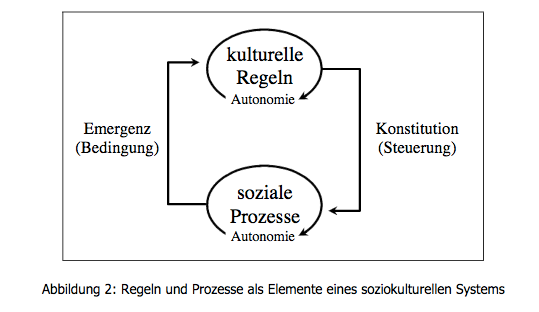 kulturelle
Regeln
Autonomie
Emergenz
(Bedingung)
Konstitution
(Steuerung)
soziale
Prozesse
Autonomie
Abbildung 2: Regeln und Prozesse als Elemente eines soziokulturellen Systems